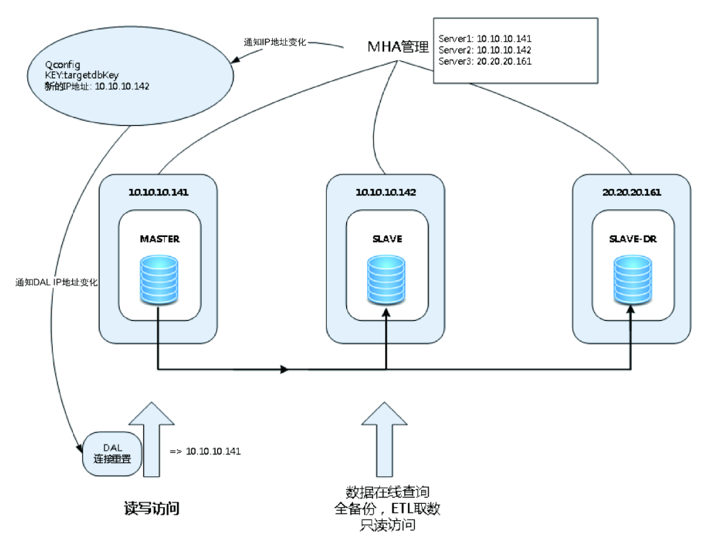 通知IP地址变化
MHA管理
Server1: 10.10.10.141
Server2: 10.10.10.142
Server3: 20.20.20.161
Qconfig
KEY:targetdbKey
新的IP地址: 10.10.10.142
10.10.10.141
10.10.10.142
20.20.20.161
MASTER
SLAVE
SLAVE-DR
通知DAL IP地址变化
DAL
连接重置
=> 10.10.10.141
读写访问
数据在线查询
全备份，ETL取数
只读访问